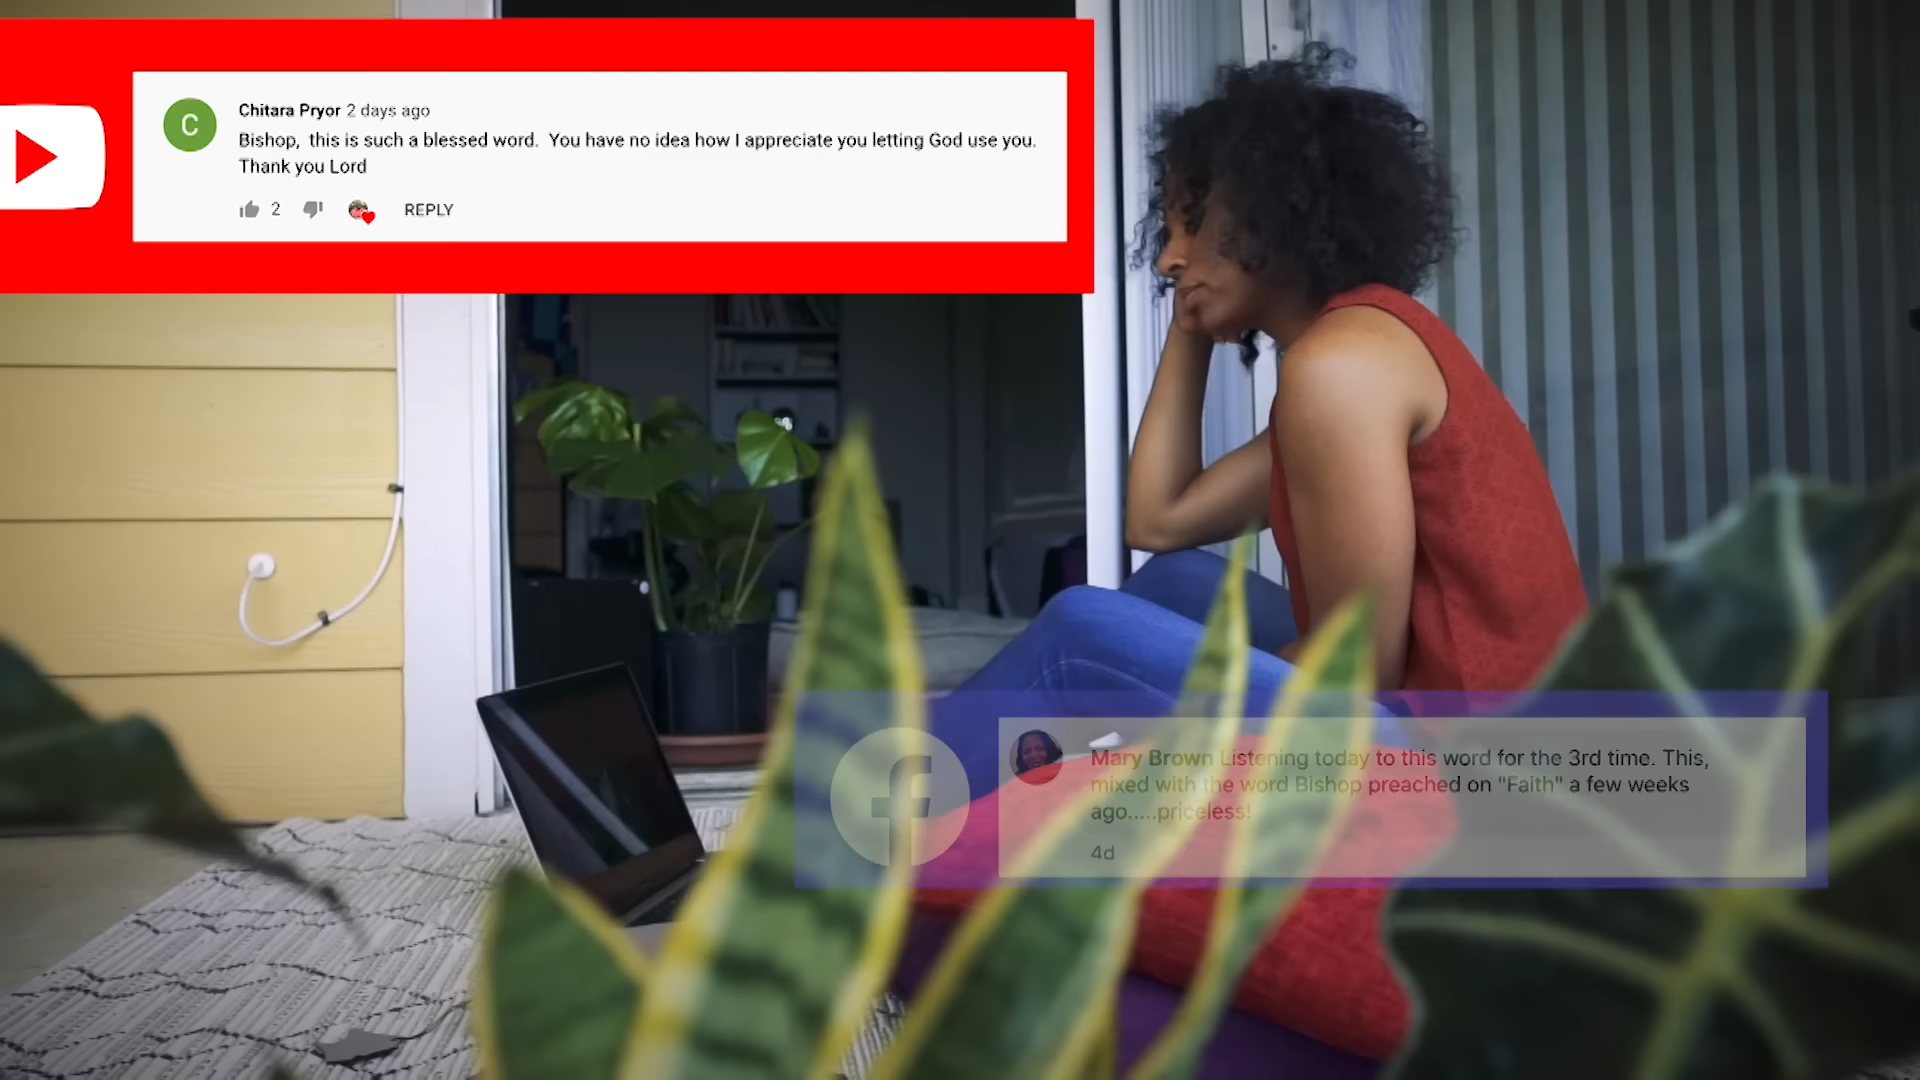 C
Chitara Pryor 2 days ago
Bishop,  this is such a blessed word.  You have no idea how I appreciate you letting God use you.
Thank you Lord
2
REPLY
f
Mary Brown Listening today to this word for the 3rd time. This,
mixed with the word Bishop preached on "Faith" a few weeks
ago.....priceless!
4d